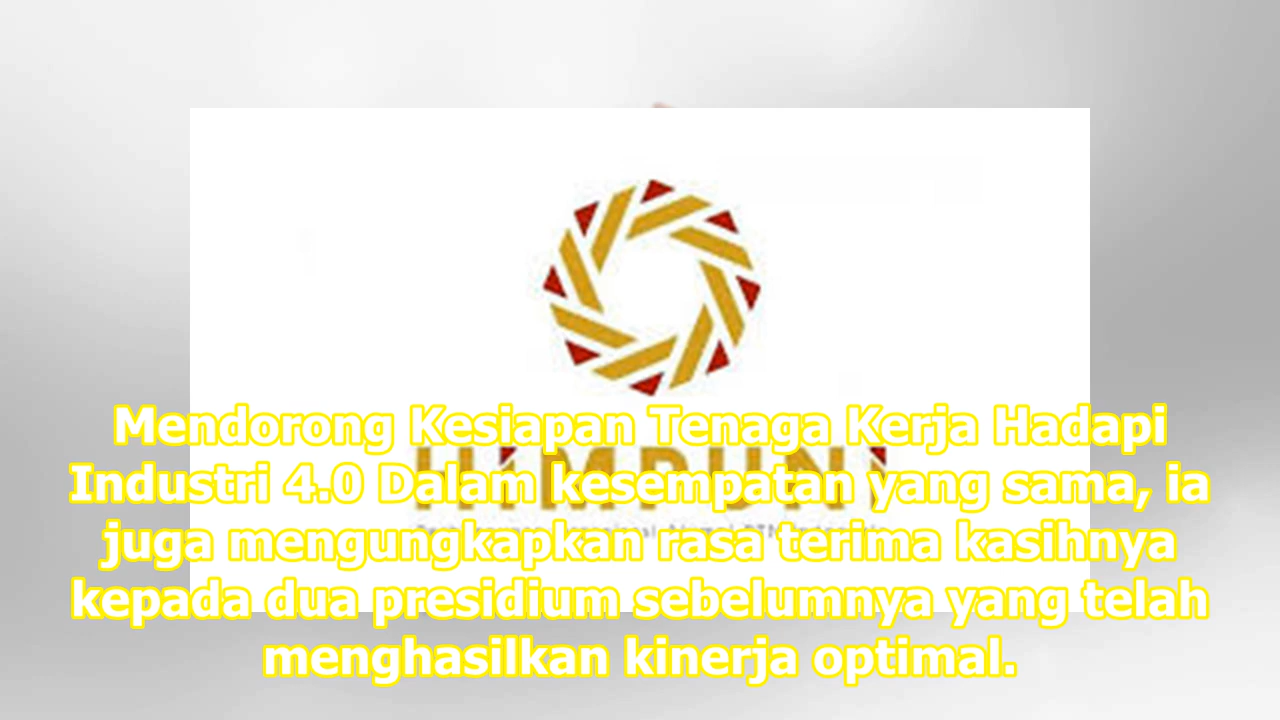 Mendorong Kesiapan Tenaga Kerja Hadapi
HIMPUNI
Industri 4.0 Dalam kesempatan yang sama, ia
juga mengungkapkan rasa terima kasihnya
kepada dua presidium sebelumnya yang telah
menghasilkan kinerja optimal.